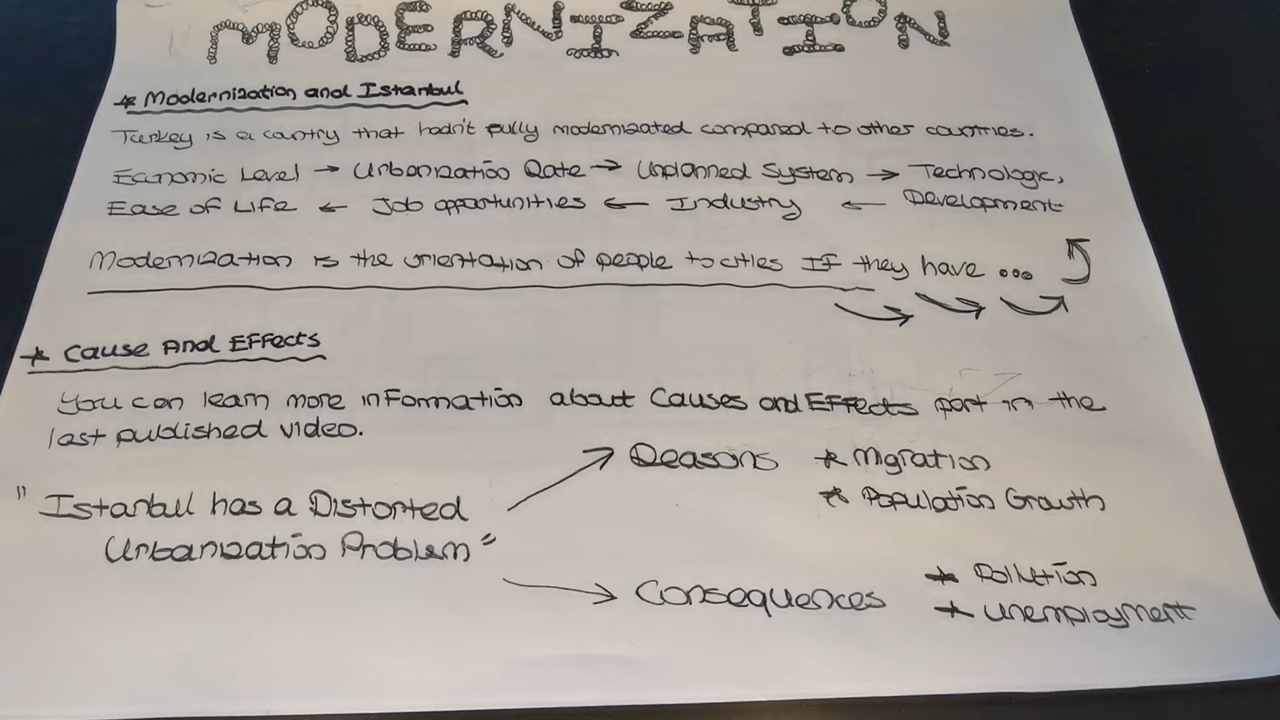 MODERNIZATION
* Modernization and Istanbul
Turkey is a country that hadn't fully modernizated compared to other countries.
Economic Level → Urbanization Rate → Unplanned System → Technologic,
Ease of Life ← Job opportunities ← Industry ← Development
Modernization is the orientation of people to cities If they have ...
* Cause And Effects
You can learn more information about Causes and Effects part in the
last published video.
Reasons * Migration
* Population Growth
"Istanbul has a Distorted
Urbanization Problem"
Consequences * Pollution
* Unemployment